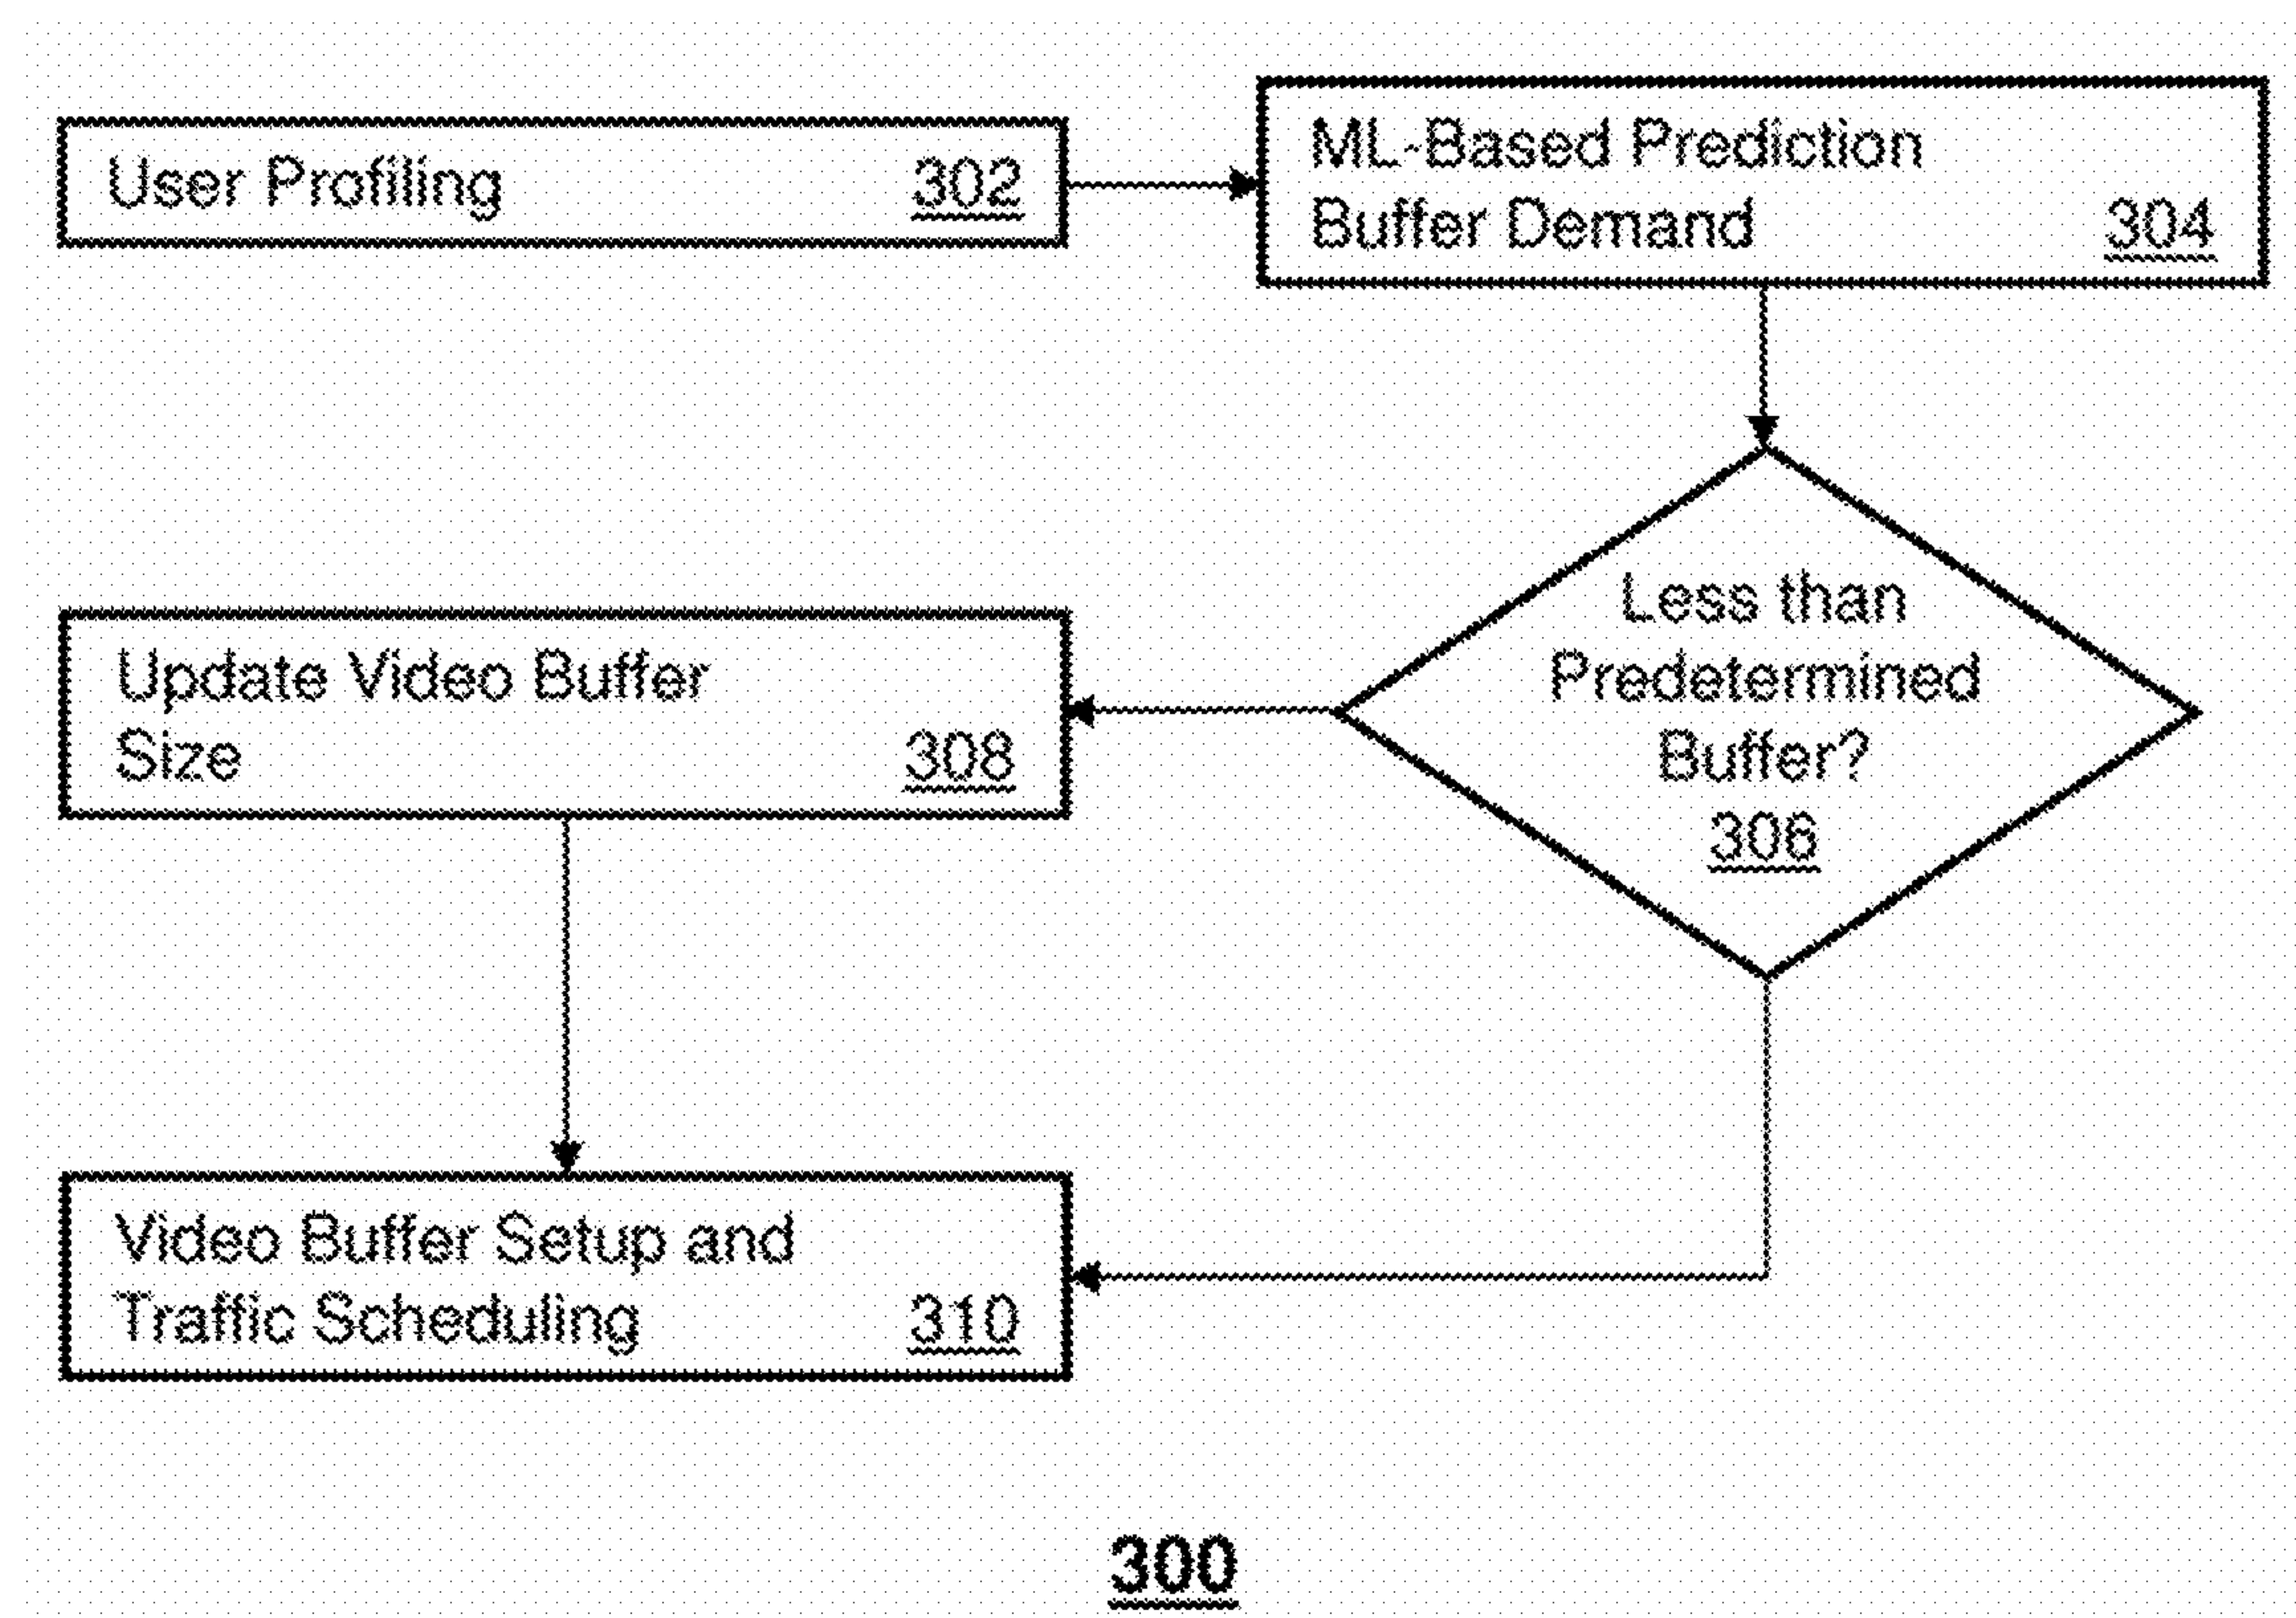 User Profiling 302
ML-Based Prediction
Buffer Demand 304
Less than
Predetermined
Buffer?
306
Update Video Buffer
Size 308
Video Buffer Setup and
Traffic Scheduling 310
300